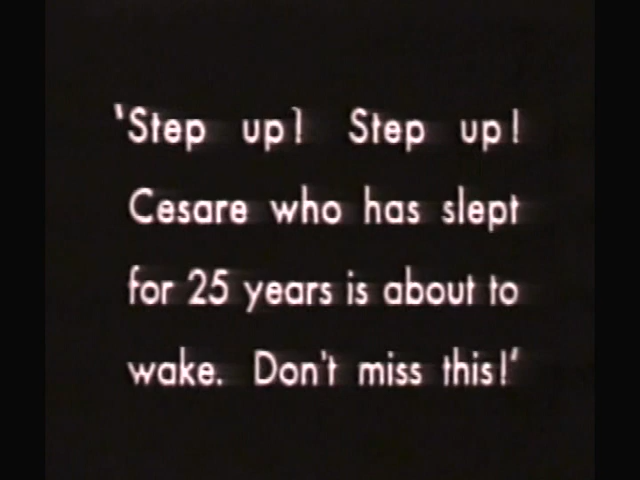 'Step up! Step up!
Cesare who has slept
for 25 years is about to
wake. Don't miss this!'